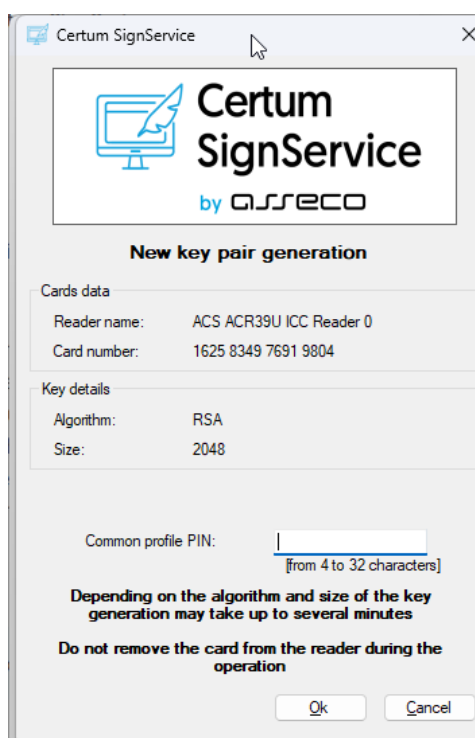 Certum SignService
Certum
SignService
by asseco
New key pair generation
Cards data
Reader name: ACS ACR39U ICC Reader 0
Card number: 1625 8349 7691 9804
Key details
Algorithm: RSA
Size: 2048
Common profile PIN:
[from 4 to 32 characters]
Depending on the algorithm and size of the key
generation may take up to several minutes
Do not remove the card from the reader during the
operation
Ok Cancel